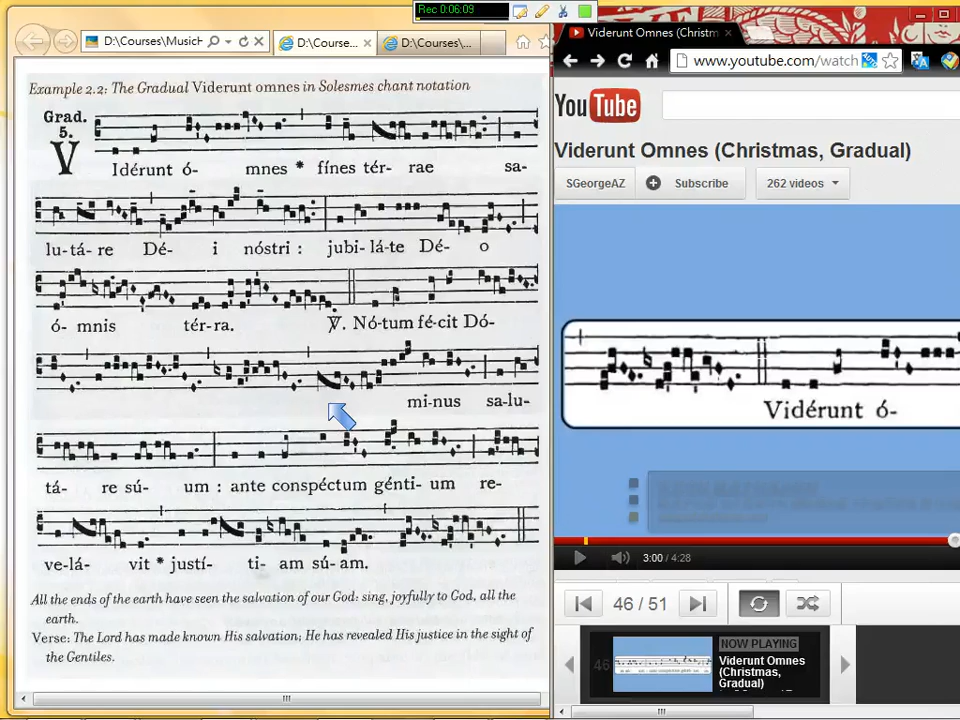 Rec 0:06:09
D:\Courses\MusicH
D:\Course...
D:\Courses\...
Viderunt Omnes (Christm
www.youtube.com/watch
Example 2.2: The Gradual Viderunt omnes in Solesmes chant notation
Grad.
5.
V
Idérunt ó- mnes * fínes tér- rae sa-
lu-tá- re Dé- i nóstri : jubi-lá-te Dé- o
ó- mnis tér-ra. ℣. Nó-tum fé-cit Dó-
mi-nus sa-lu-
tá- re sú- um : ante conspéctum génti- um re-
ve-lá- vit * justí- ti- am sú-am.
All the ends of the earth have seen the salvation of our God: sing, joyfully to God, all the
earth.
Verse: The Lord has made known His salvation; He has revealed His justice in the sight of
the Gentiles.
YouTube
Viderunt Omnes (Christmas, Gradual)
SGeorgeAZ
Subscribe
262 videos
Vidérunt ó-
3:00 / 4:28
46 / 51
46
NOW PLAYING
Viderunt Omnes
(Christmas,
Gradual)